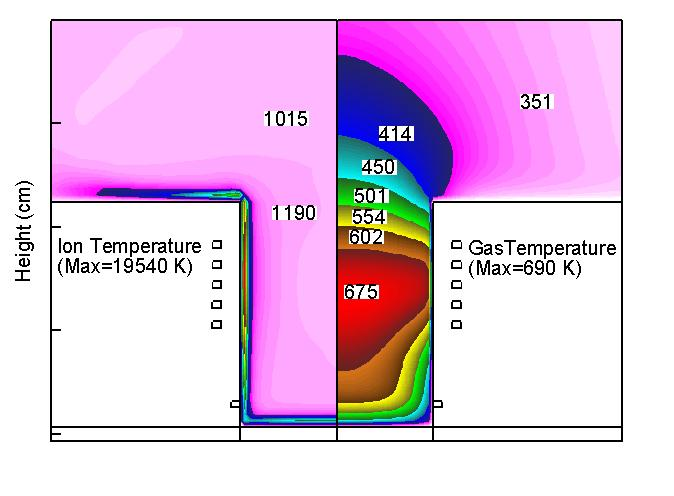 351
1015
414
450
501
1190
554
602
Ion Temperature
(Max=19540 K)
GasTemperature
(Max=690 K)
675
Height (cm)